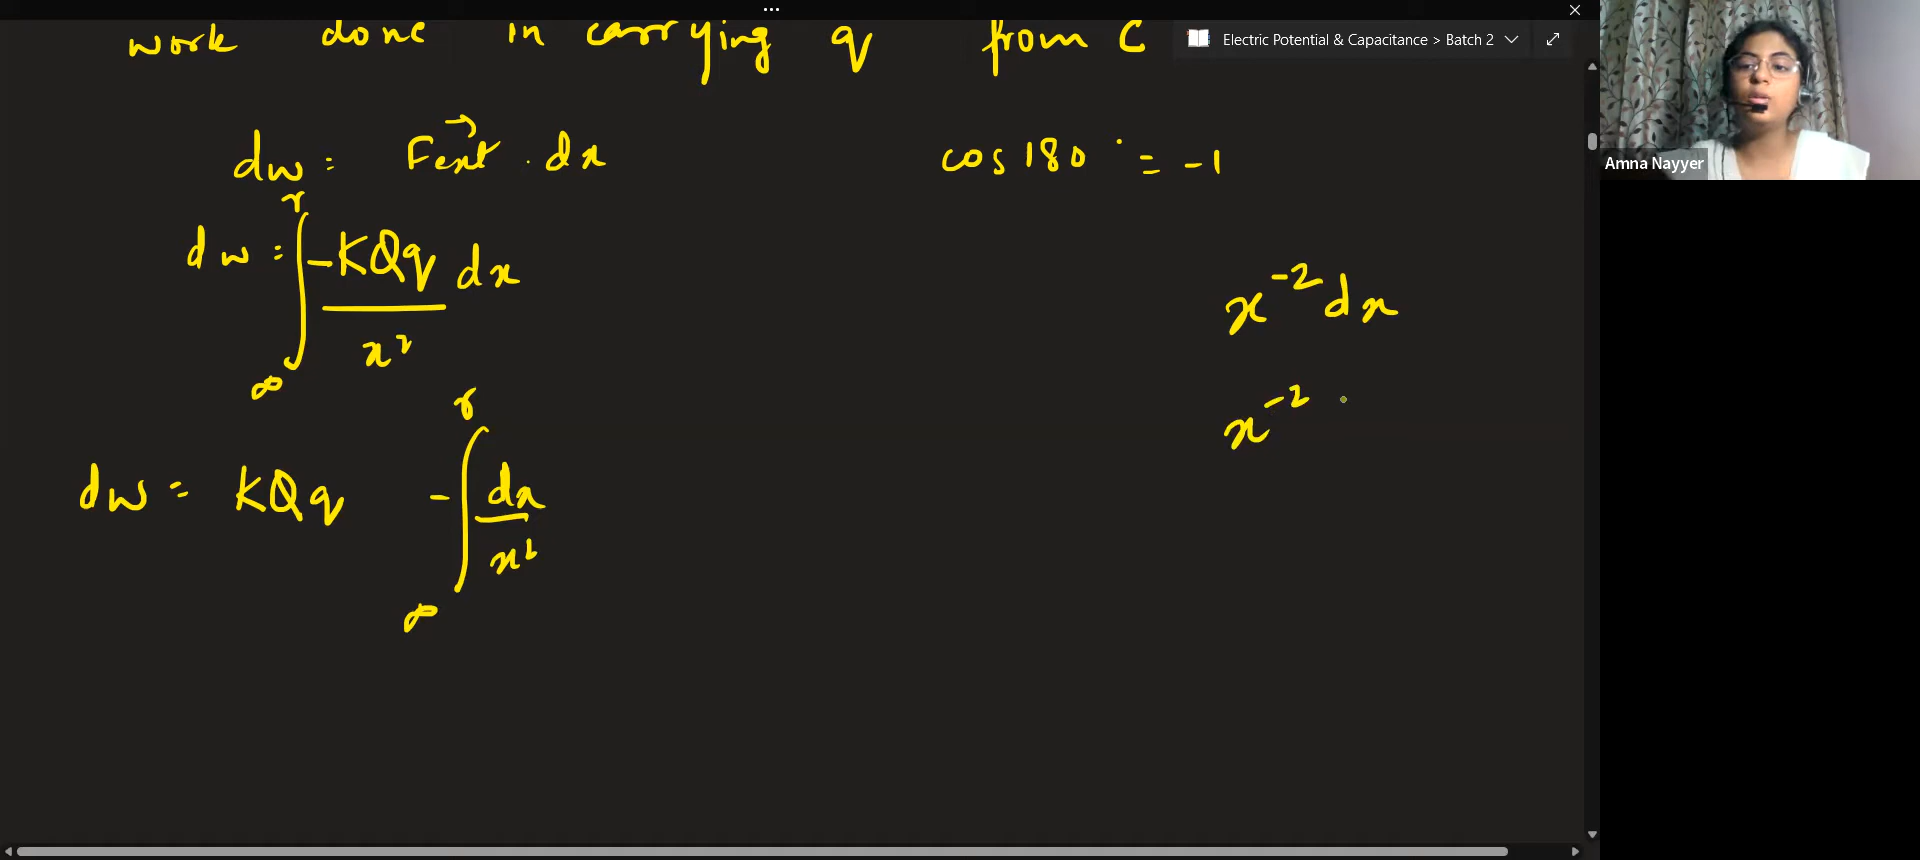 work done in carrying q from C
Electric Potential & Capacitance > Batch 2
Amna Nayyer
dw = Fext→ . dx
cos 180° = -1
dw = ∫_∞^r -KQq/x² dx
x⁻² dx
x⁻²
dw = KQq -∫_∞^r dx/x²